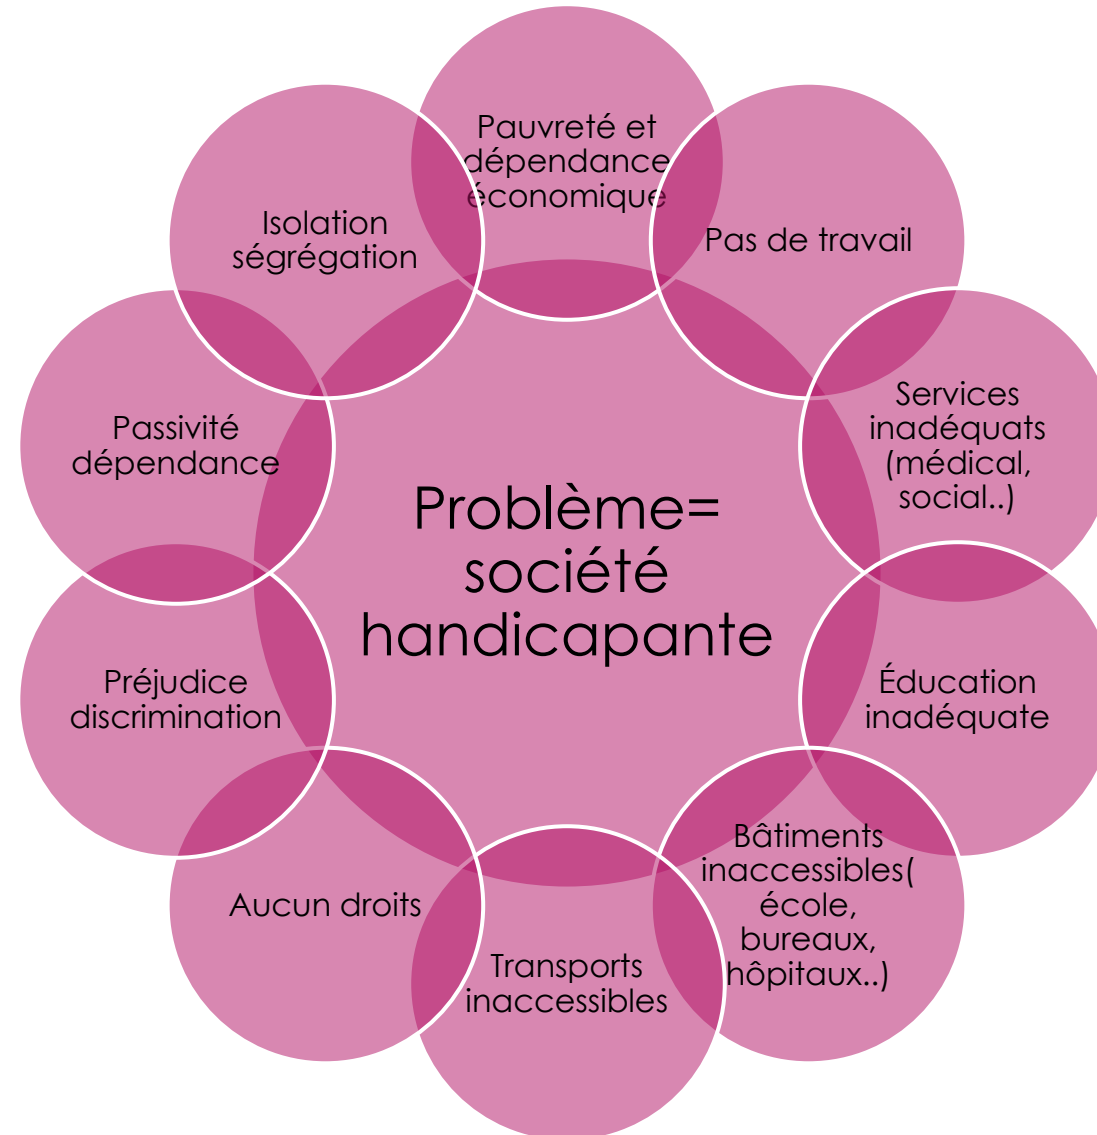 Pauvreté et
dépendance
économique
Pas de travail
Services
inadéquats
(médical,
social..)
Éducation
inadéquate
Bâtiments
inaccessibles(
école,
bureaux,
hôpitaux..)
Transports
inaccessibles
Aucun droits
Préjudice
discrimination
Passivité
dépendance
Isolation
ségrégation
Problème=
société
handicapante